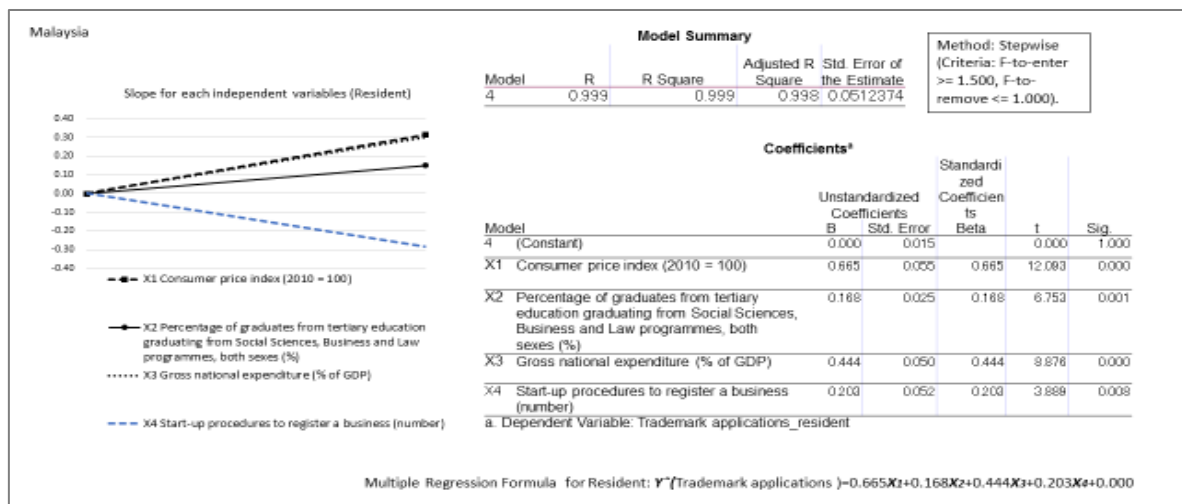 Malaysia
Slope for each independent variables (Resident)
0.40
0.30
0.20
0.10
0.00
-0.10
-0.20
-0.30
-0.40
X1 Consumer price index (2010 = 100)
X2 Percentage of graduates from tertiary education
graduating from Social Sciences, Business and Law
programmes, both sexes (%)
X3 Gross national expenditure (% of GDP)
X4 Start-up procedures to register a business (number)
Model Summary
Adjusted R Std. Error of
Model R R Square Square the Estimate
4 0.999 0.999 0.998 0.0512374
Method: Stepwise
(Criteria: F-to-enter
>= 1.500, F-to-
remove <= 1.000).
Coefficientsª
Standardi
zed
Unstandardized Coefficien
Coefficients ts
Model B Std. Error Beta t Sig.
4 (Constant) 0.000 0.015 0.000 1.000
X1 Consumer price index (2010 = 100) 0.665 0.055 0.665 12.093 0.000
X2 Percentage of graduates from tertiary 0.168 0.025 0.168 6.753 0.001
education graduating from Social Sciences,
Business and Law programmes, both
sexes (%)
X3 Gross national expenditure (% of GDP) 0.444 0.050 0.444 8.876 0.000
X4 Start-up procedures to register a business 0.203 0.052 0.203 3.889 0.008
(number)
a. Dependent Variable: Trademark applications_resident
Multiple Regression Formula for Resident: Yˆ(Trademark applications )=0.665X1+0.168X2+0.444X3+0.203X4+0.000